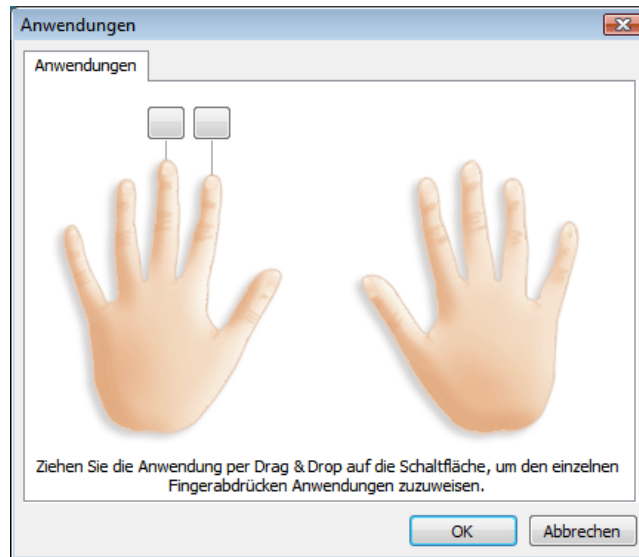 Anwendungen
Anwendungen
Ziehen Sie die Anwendung per Drag & Drop auf die Schaltfläche, um den einzelnen
Fingerabdrücken Anwendungen zuzuweisen.
OK
Abbrechen